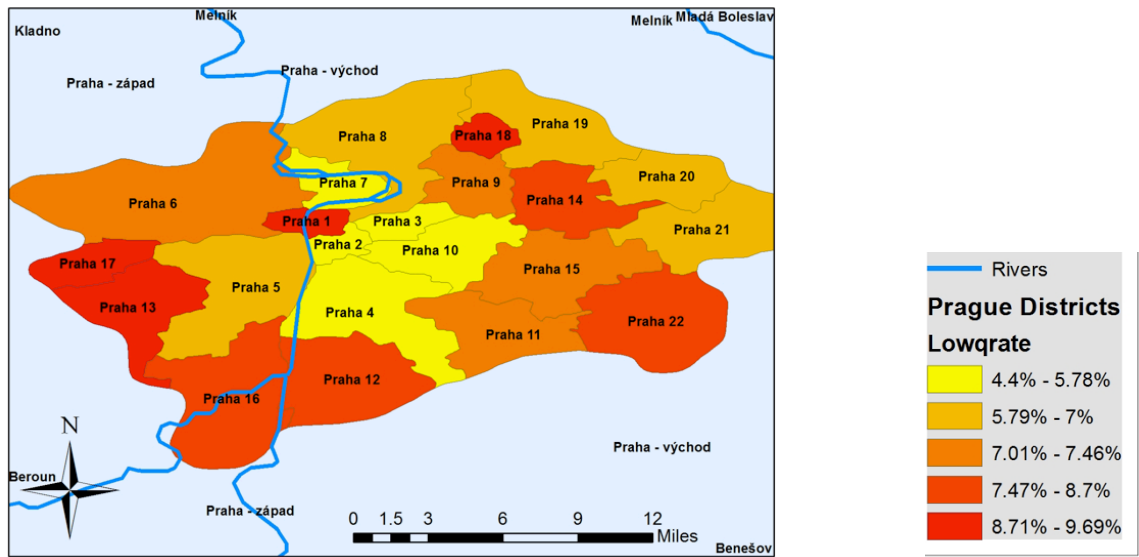 Melník
Melník
Mladá Boleslav
Kladno
Praha - západ
Praha - východ
Praha 8
Praha 18
Praha 19
Praha 7
Praha 9
Praha 20
Praha 6
Praha 14
Praha 1
Praha 3
Praha 21
Praha 2
Praha 10
Praha 17
Praha 5
Praha 15
Praha 13
Praha 4
Praha 22
Praha 11
Praha 12
Praha 16
N
Praha - východ
Beroun
Praha - západ
0 1.5 3 6 9 12
Miles
Benešov
Rivers
Prague Districts
Lowqrate
4.4% - 5.78%
5.79% - 7%
7.01% - 7.46%
7.47% - 8.7%
8.71% - 9.69%